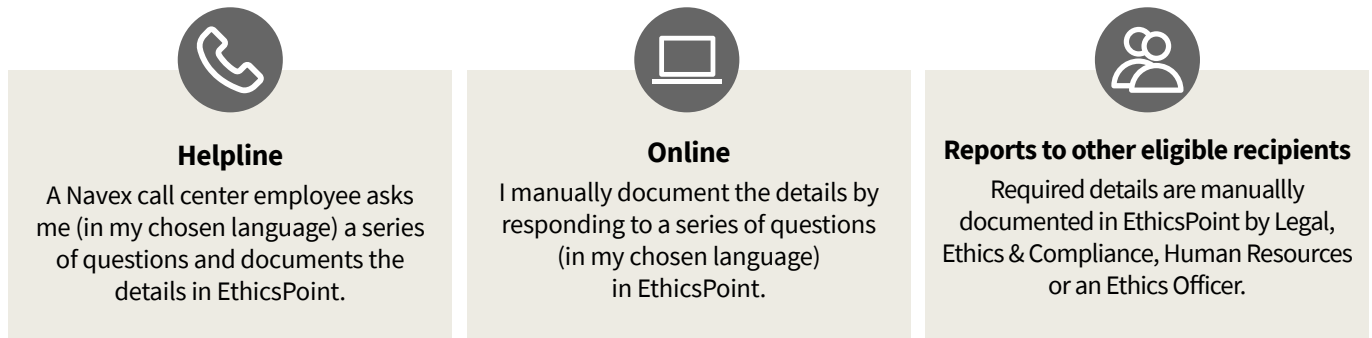 Helpline
A Navex call center employee asks
me (in my chosen language) a series
of questions and documents the
details in EthicsPoint.
Online
I manually document the details by
responding to a series of questions
(in my chosen language)
in EthicsPoint.
Reports to other eligible recipients
Required details are manuallly
documented in EthicsPoint by Legal,
Ethics & Compliance, Human Resources
or an Ethics Officer.